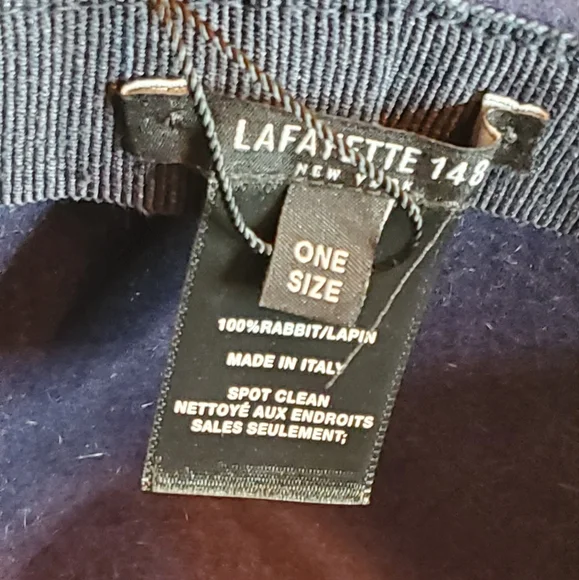 LAFAYETTE 148
NEW YORK
ONE
SIZE
100%RABBIT/LAPIN
MADE IN ITALY
SPOT CLEAN
NETTOYÉ AUX ENDROITS
SALES SEULEMENT;